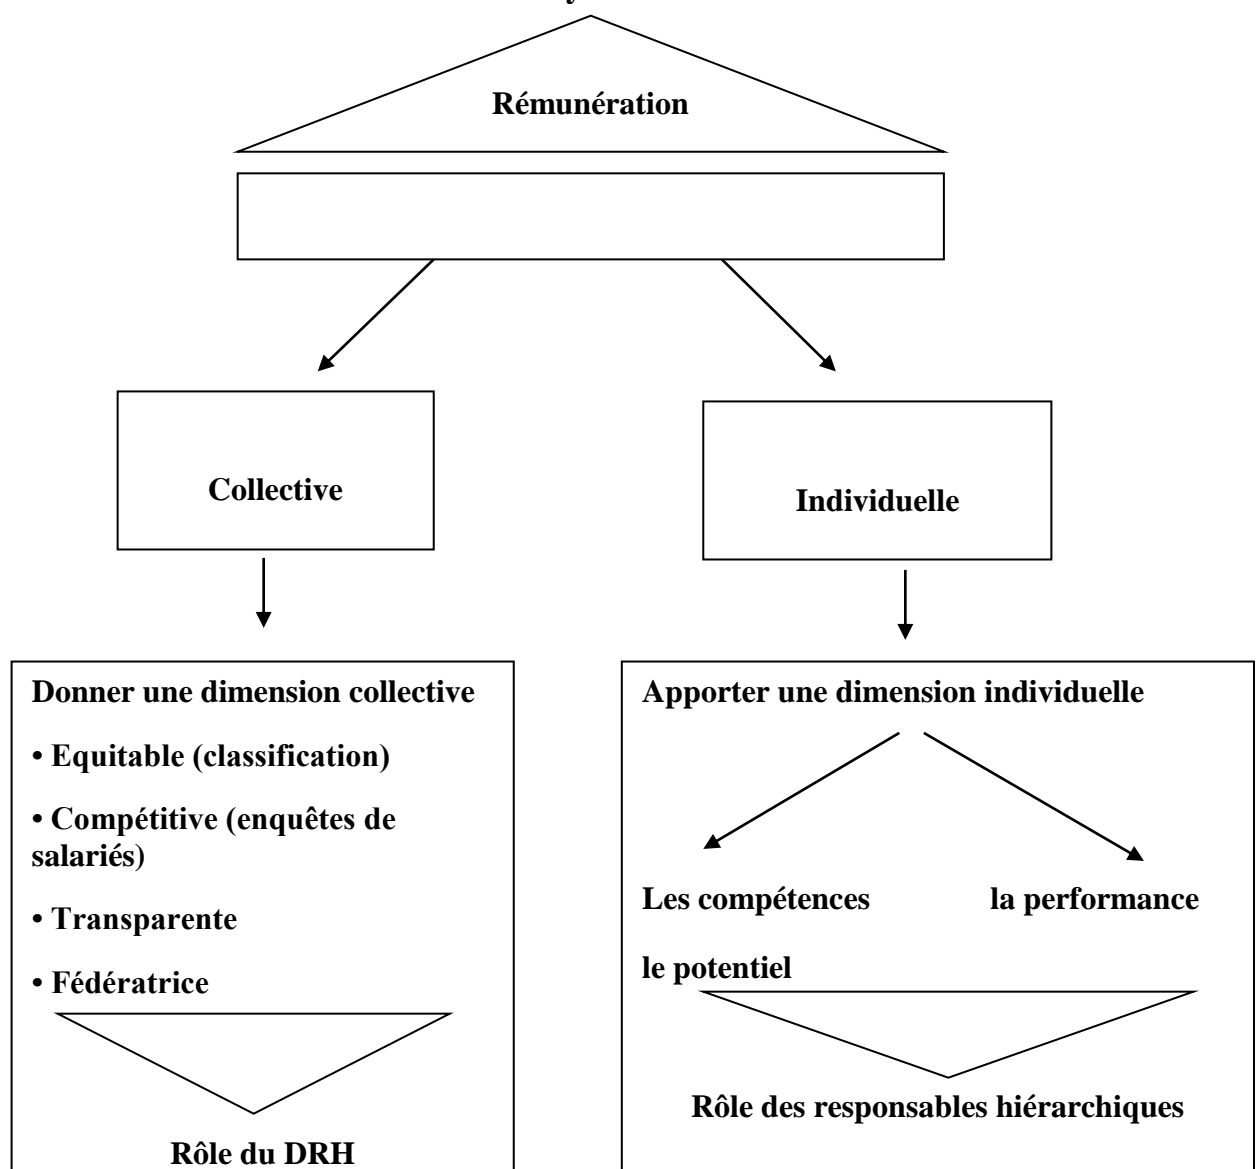 Rémunération
Collective
Individuelle
Donner une dimension collective
• Equitable (classification)
• Compétitive (enquêtes de
salariés)
• Transparente
• Fédératrice
Rôle du DRH
Apporter une dimension individuelle
Les compétences la performance
le potentiel
Rôle des responsables hiérarchiques